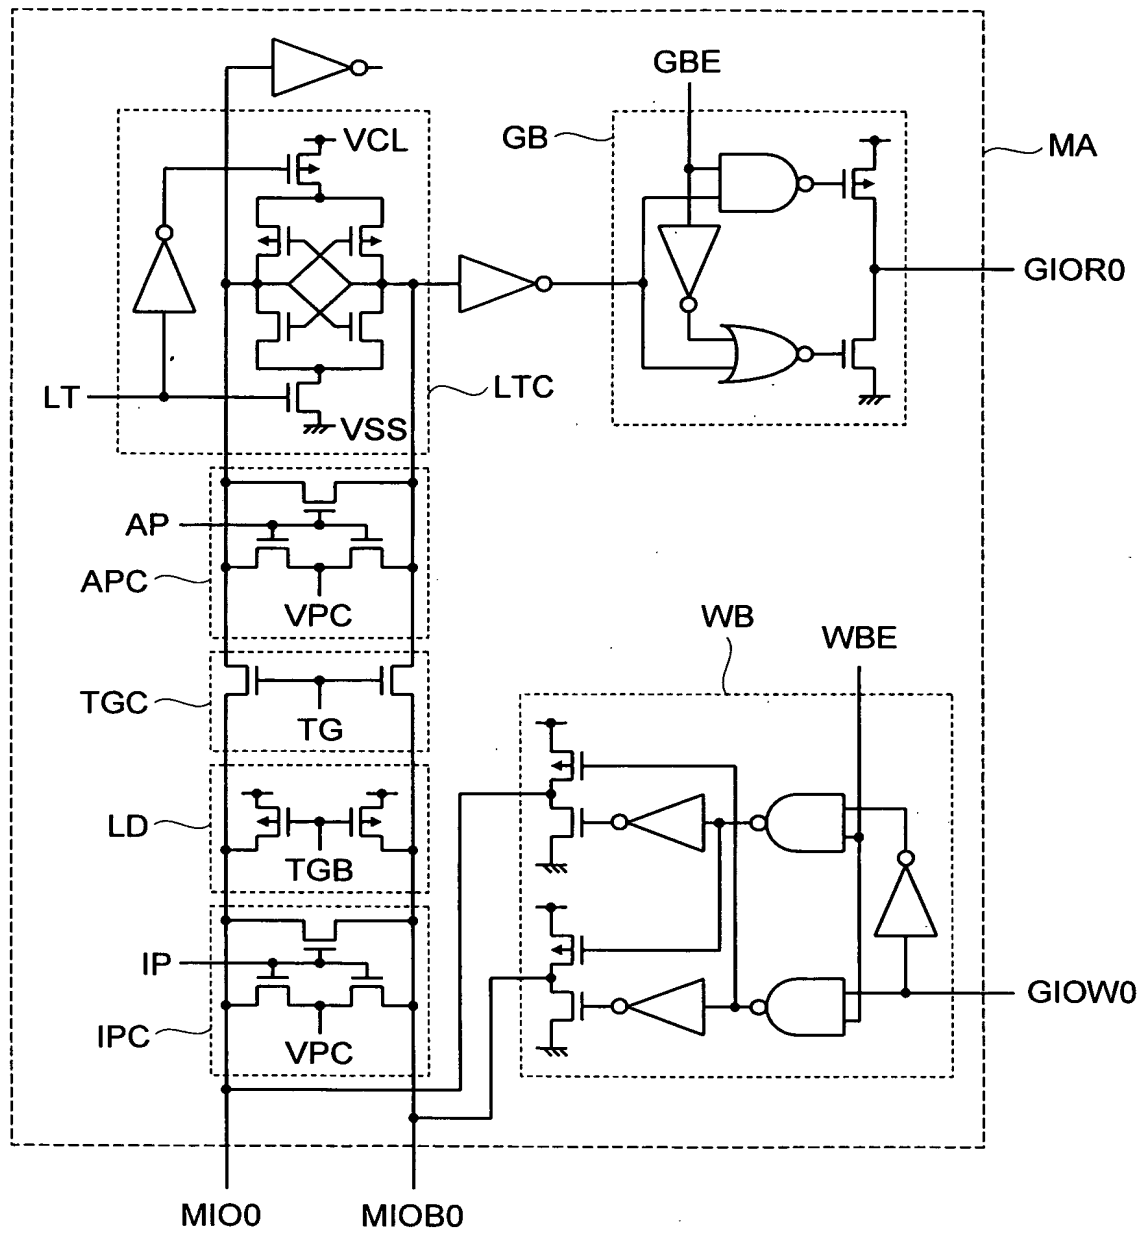 GBE
GB
MA
VCL
GIOR0
LT
LTC
VSS
AP
APC
VPC
WB
WBE
TGC
TG
LD
TGB
IP
GIOW0
IPC
VPC
MIO0
MIOB0